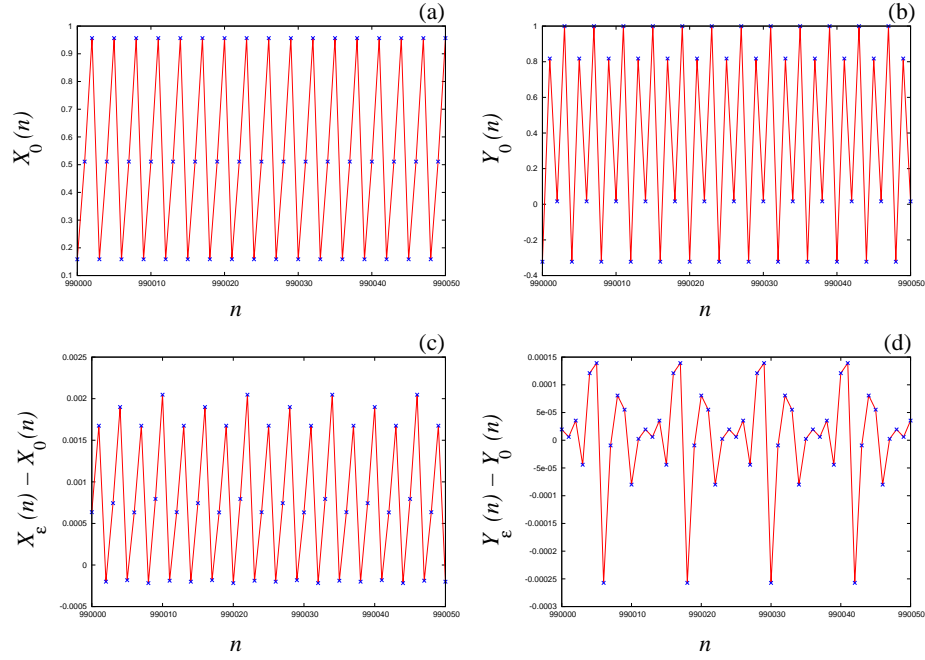 (a)
1
0.9
0.8
0.7
0.6
0.5
0.4
0.3
0.2
0.1
X0 (n)
990000 990010 990020 990030 990040 990050
n
(b)
1
0.8
0.6
0.4
0.2
0
-0.2
-0.4
Y0 (n)
990000 990010 990020 990030 990040 990050
n
(c)
0.0025
0.002
0.0015
0.001
0.0005
0
-0.0005
Xε (n) − X0 (n)
990000 990010 990020 990030 990040 990050
n
(d)
0.00015
0.0001
5e-05
0
-5e-05
-0.0001
-0.00015
-0.0002
-0.00025
-0.0003
Yε (n) − Y0 (n)
990000 990010 990020 990030 990040 990050
n